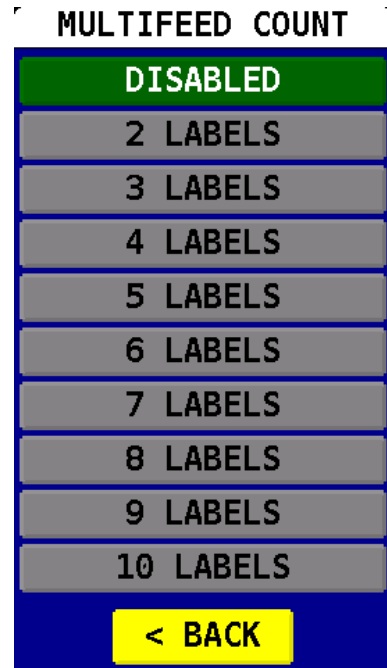 MULTIFEED COUNT
DISABLED
2 LABELS
3 LABELS
4 LABELS
5 LABELS
6 LABELS
7 LABELS
8 LABELS
9 LABELS
10 LABELS
< BACK